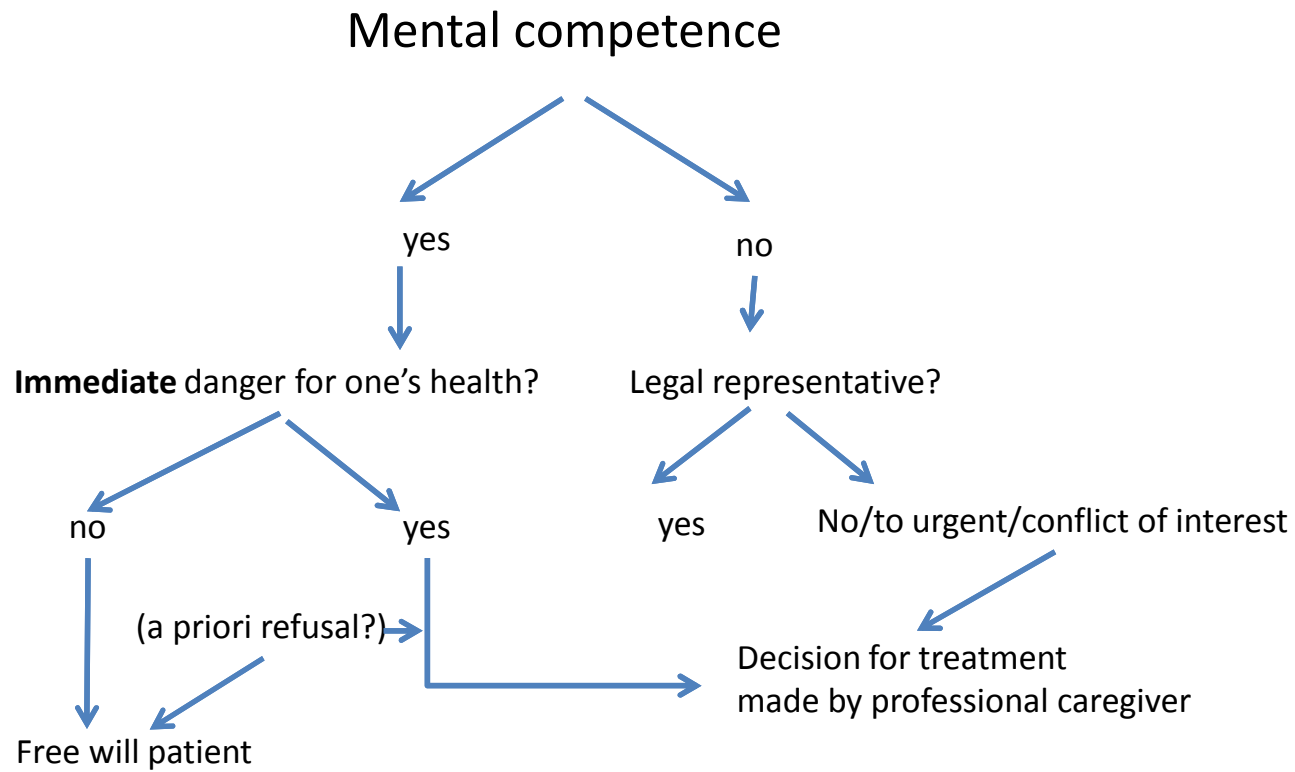 Mental competence
yes
no
Immediate danger for one's health?
Legal representative?
no
yes
yes
No/to urgent/conflict of interest
(a priori refusal?)
Decision for treatment
made by professional caregiver
Free will patient